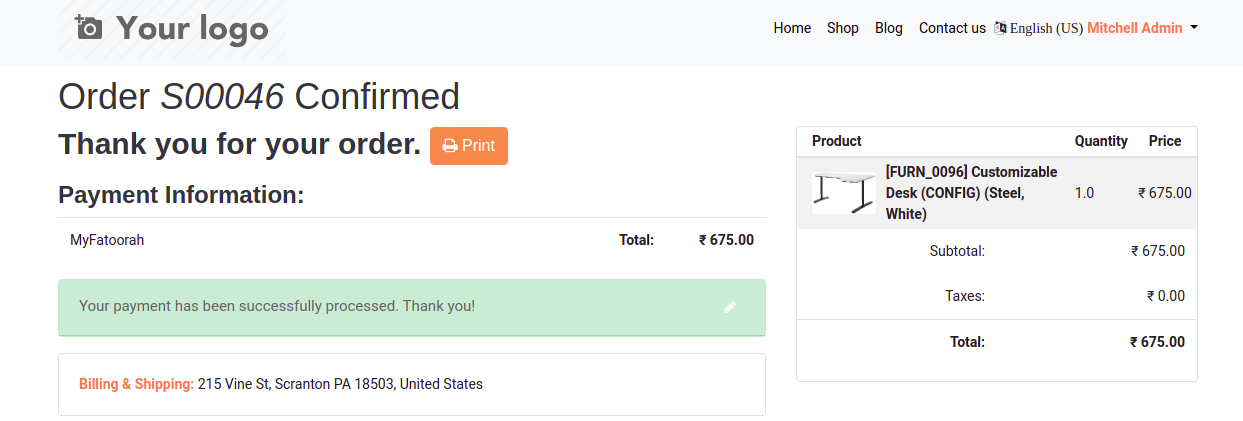 Your logo
Home Shop Blog Contact us English (US) Mitchell Admin
Order S00046 Confirmed
Thank you for your order. Print
Payment Information:
MyFatoorah Total: ₹ 675.00
Your payment has been successfully processed. Thank you!
Billing & Shipping: 215 Vine St, Scranton PA 18503, United States
Product Quantity Price
[FURN_0096] Customizable
Desk (CONFIG) (Steel, 1.0 ₹ 675.00
White)
Subtotal: ₹ 675.00
Taxes: ₹ 0.00
Total: ₹ 675.00